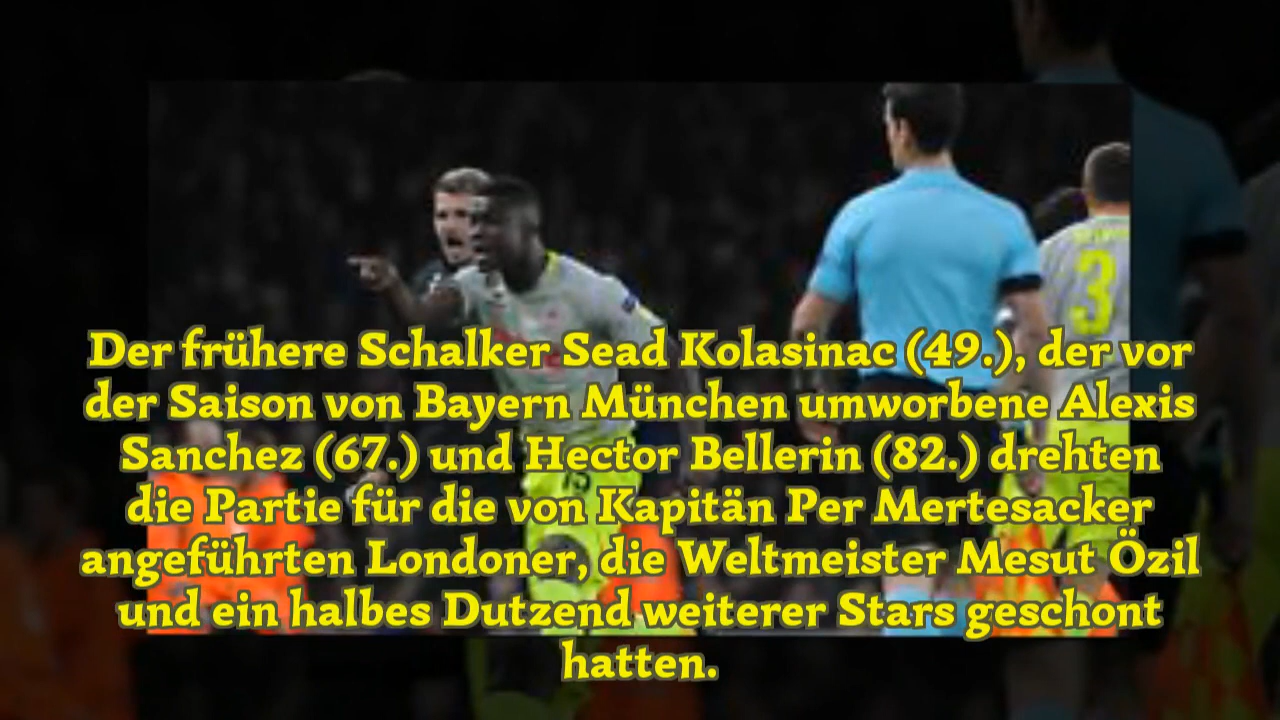 Der frühere Schalker Sead Kolasinac (49.), der vor
der Saison von Bayern München umworbene Alexis
Sanchez (67.) und Hector Bellerin (82.) drehten
die Partie für die von Kapitän Per Mertesacker
angeführten Londoner, die Weltmeister Mesut Özil
und ein halbes Dutzend weiterer Stars geschont
hatten.
3